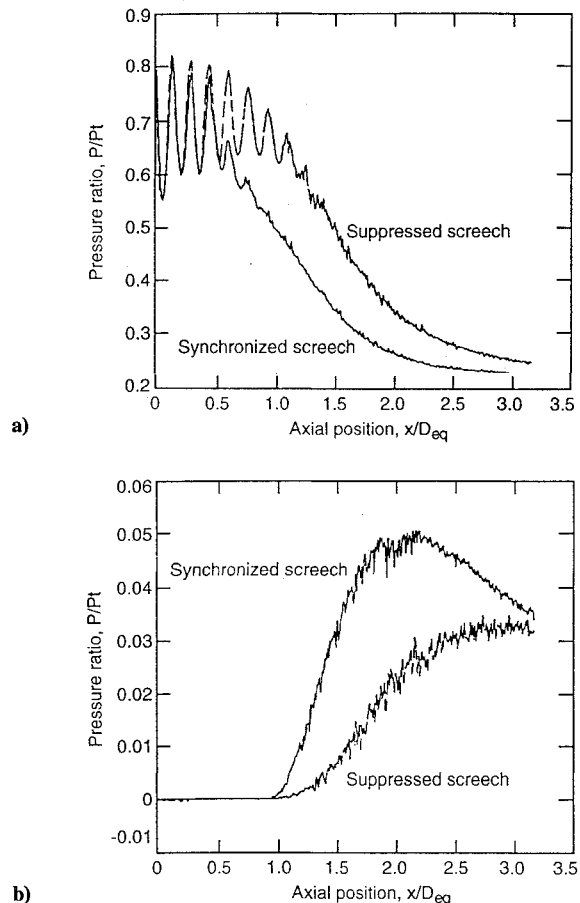 0.9
0.8
0.7
0.6
0.5
0.4
0.3
0.2
Pressure ratio, P/Pt
Suppressed screech
Synchronized screech
0 0.5 1.0 1.5 2.0 2.5 3.0 3.5
Axial position, x/Deq
a)
0.06
0.05
0.04
0.03
0.02
0.01
0
-0.01
Pressure ratio, P/Pt
Synchronized screech
Suppressed screech
0 0.5 1.0 1.5 2.0 2.5 3.0 3.5
Axial position, x/Deq
b)